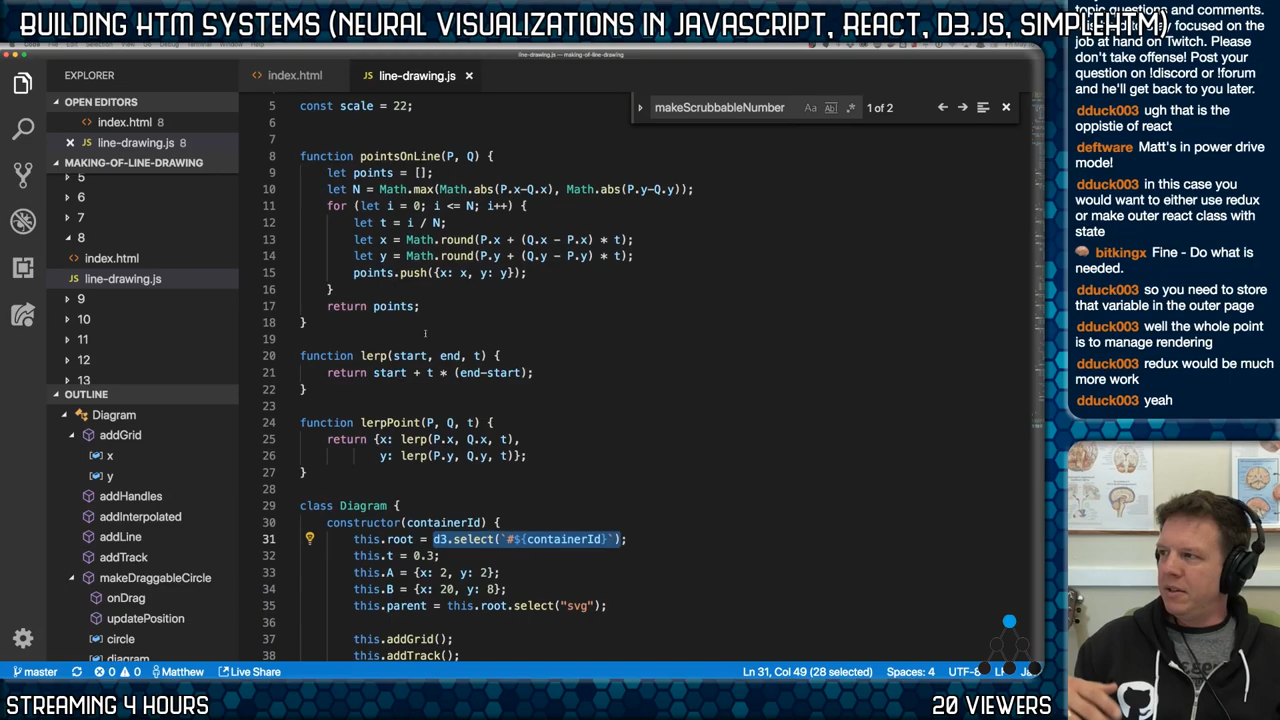 BUILDING HTM SYSTEMS (NEURAL VISUALIZATIONS IN JAVASCRIPT, REACT, D3.JS, SIMPLEHTM)
line-drawing.js — making-of-line-drawing
EXPLORER
OPEN EDITORS
index.html 8
line-drawing.js 8
MAKING-OF-LINE-DRAWING
5
6
7
8
index.html
line-drawing.js
9
10
11
12
13
OUTLINE
Diagram
addGrid
x
y
addHandles
addInterpolated
addLine
addTrack
makeDraggableCircle
onDrag
updatePosition
circle
diagram
index.html
line-drawing.js
makeScrubbableNumber
Aa
1 of 2
5 const scale = 22;
6
7
8 function pointsOnLine(P, Q) {
9 let points = [];
10 let N = Math.max(Math.abs(P.x-Q.x), Math.abs(P.y-Q.y));
11 for (let i = 0; i <= N; i++) {
12 let t = i / N;
13 let x = Math.round(P.x + (Q.x - P.x) * t);
14 let y = Math.round(P.y + (Q.y - P.y) * t);
15 points.push({x: x, y: y});
16 }
17 return points;
18 }
19
20 function lerp(start, end, t) {
21 return start + t * (end-start);
22 }
23
24 function lerpPoint(P, Q, t) {
25 return {x: lerp(P.x, Q.x, t),
26 y: lerp(P.y, Q.y, t)};
27 }
28
29 class Diagram {
30 constructor(containerId) {
31 this.root = d3.select(`#${containerId}`);
32 this.t = 0.3;
33 this.A = {x: 2, y: 2};
34 this.B = {x: 20, y: 8};
35 this.parent = this.root.select("svg");
36
37 this.addGrid();
38 this.addTrack();
master
0
0
Matthew
Live Share
Ln 31, Col 49 (28 selected)
Spaces: 4
UTF-8
topic questions and comments.
focused on the
job at hand on Twitch. Please
don't take offense! Post your
question on !discord or !forum
and he'll get back to you later.
dduck003 ugh that is the
oppistie of react
deftware Matt's in power drive
mode!
dduck003 in this case you
would want to either use redux
or make outer react class with
state
bitkingx Fine - Do what is
needed.
dduck003 so you need to store
that variable in the outer page
dduck003 well the whole point
is to manage rendering
dduck003 redux would be much
more work
dduck003 yeah
STREAMING 4 HOURS
20 VIEWERS